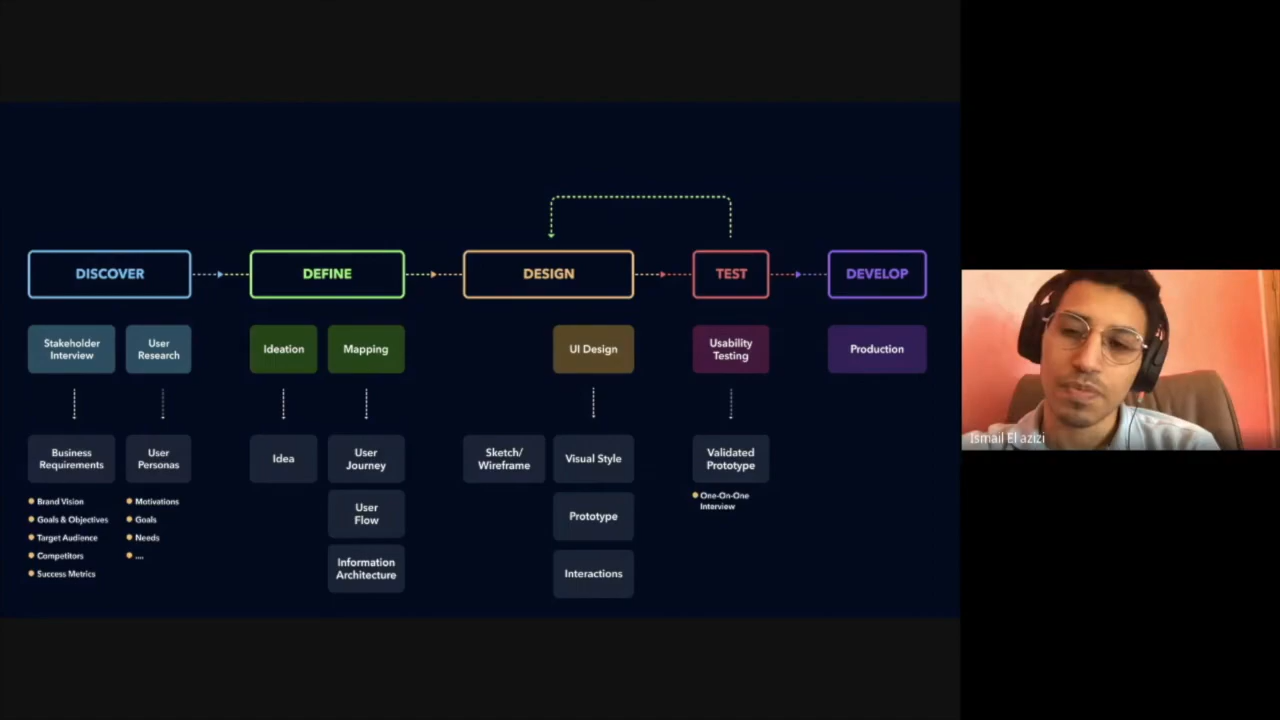 DISCOVER
DEFINE
DESIGN
TEST
DEVELOP
Stakeholder
Interview
User
Research
Ideation
Mapping
UI Design
Usability
Testing
Production
Business
Requirements
User
Personas
Idea
User
Journey
Sketch/
Wireframe
Visual Style
Validated
Prototype
Brand Vision
Goals & Objectives
Target Audience
Competitors
Success Metrics
Motivations
Goals
Needs
....
User
Flow
Information
Architecture
Prototype
Interactions
One-On-One
Interview
Ismail El azizi